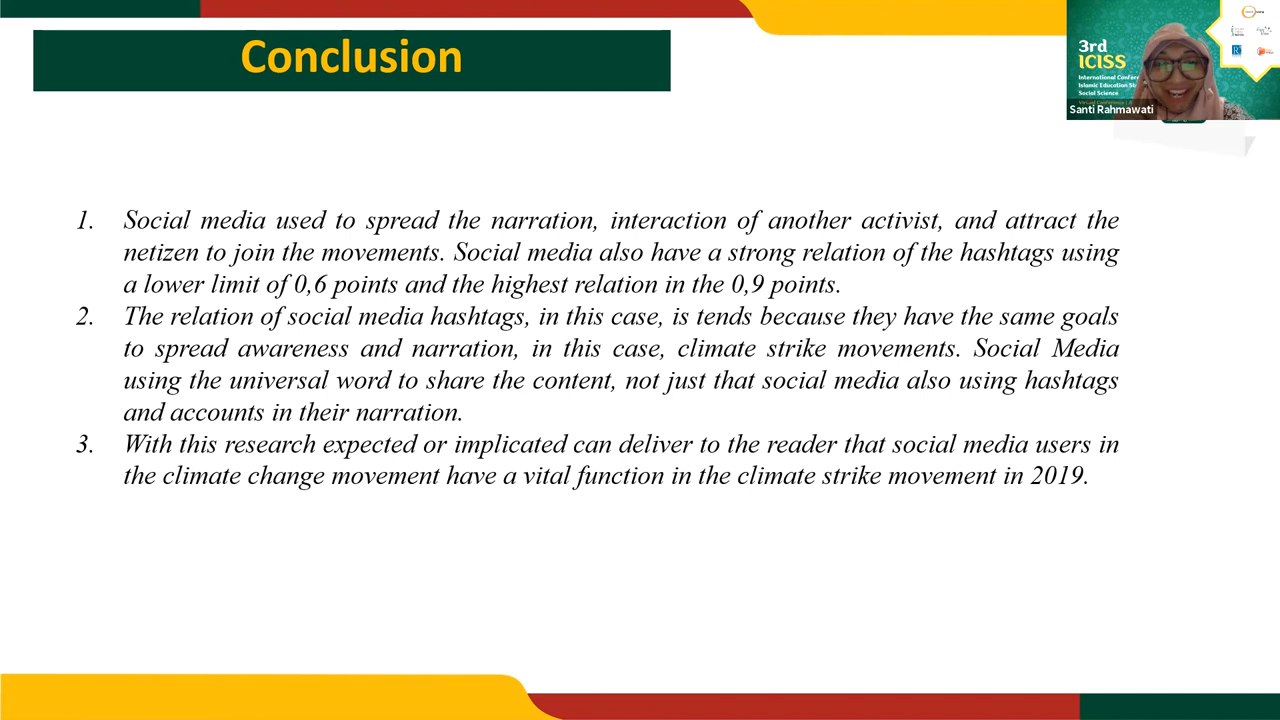 Conclusion
3rd
ICISS
International Confere
Islamic Education St
Social Science
Santi Rahmawati
1. Social media used to spread the narration, interaction of another activist, and attract the
netizen to join the movements. Social media also have a strong relation of the hashtags using
a lower limit of 0,6 points and the highest relation in the 0,9 points.
2. The relation of social media hashtags, in this case, is tends because they have the same goals
to spread awareness and narration, in this case, climate strike movements. Social Media
using the universal word to share the content, not just that social media also using hashtags
and accounts in their narration.
3. With this research expected or implicated can deliver to the reader that social media users in
the climate change movement have a vital function in the climate strike movement in 2019.